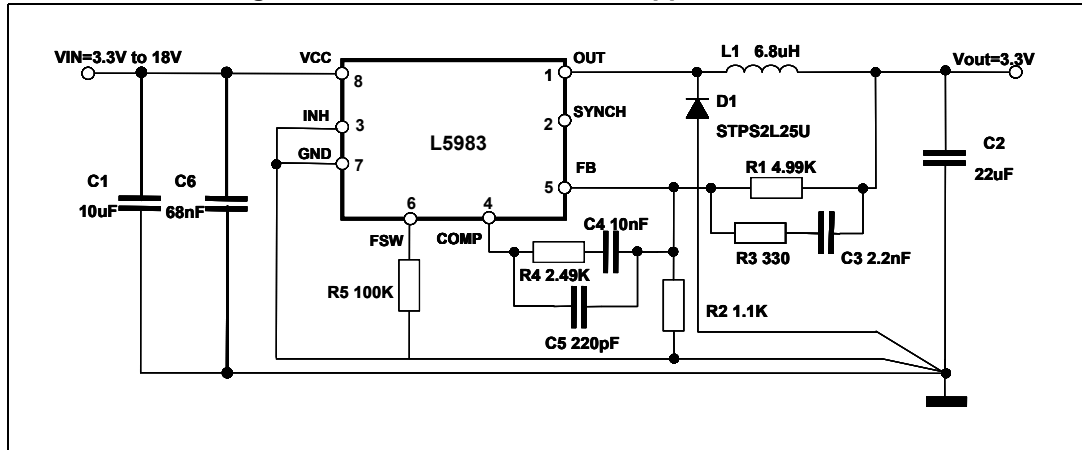 VIN=3.3V to 18V
VCC
8
OUT
1
L1 6.8uH
Vout=3.3V
INH
3
SYNCH
2
D1
STPS2L25U
L5983
GND
7
FB
5
R1 4.99K
C2
22uF
C1
10uF
C6
68nF
6
FSW
4
COMP
C4 10nF
R3 330
C3 2.2nF
R4 2.49K
R5 100K
R2 1.1K
C5 220pF